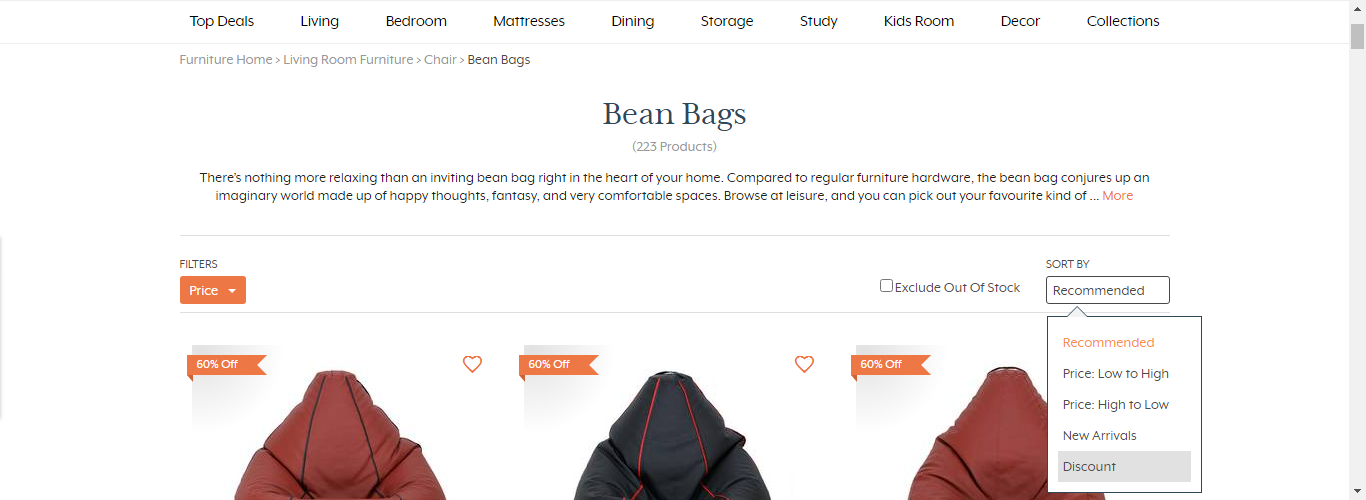 Top Deals Living Bedroom Mattresses Dining Storage Study Kids Room Decor Collections
Furniture Home > Living Room Furniture > Chair > Bean Bags
Bean Bags
(223 Products)
There's nothing more relaxing than an inviting bean bag right in the heart of your home. Compared to regular furniture hardware, the bean bag conjures up an
imaginary world made up of happy thoughts, fantasy, and very comfortable spaces. Browse at leisure, and you can pick out your favourite kind of ... More
FILTERS
Price
Exclude Out Of Stock
SORT BY
Recommended
Recommended
Price: Low to High
Price: High to Low
New Arrivals
Discount
60% Off
60% Off
60% Off